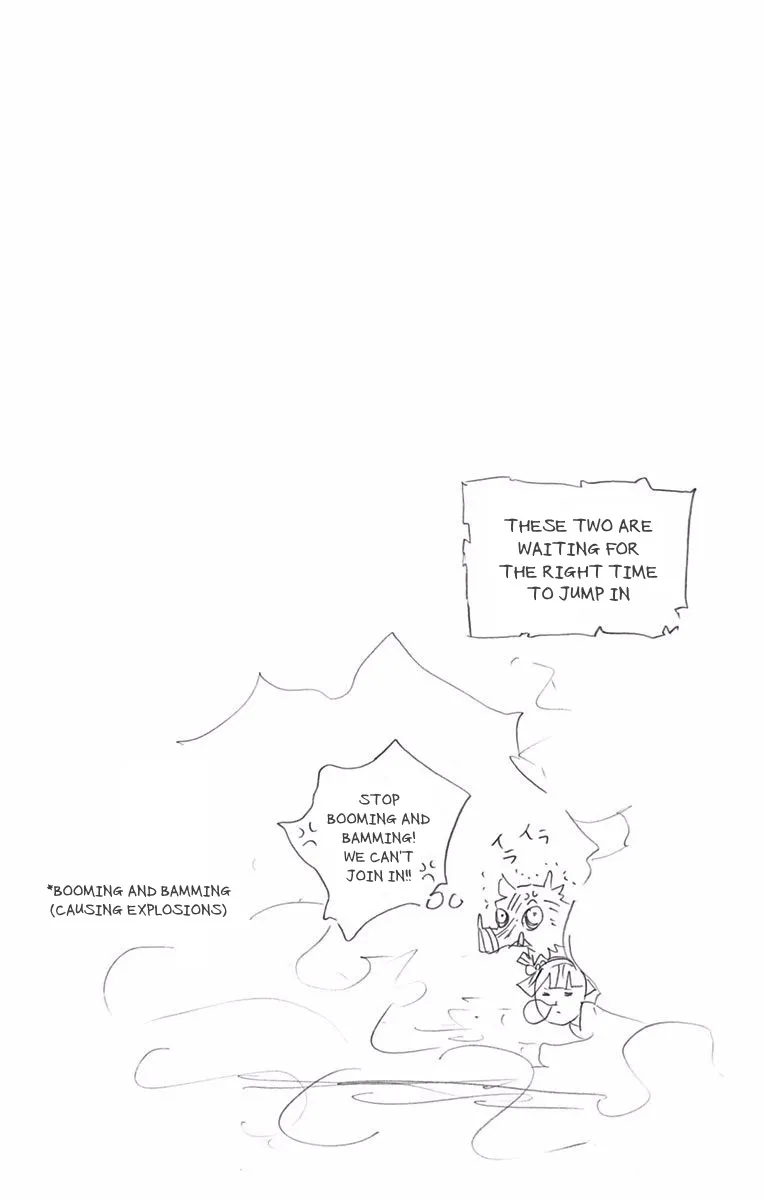 THESE TWO ARE
WAITING FOR
THE RIGHT TIME
TO JUMP IN
STOP
BOOMING AND
BAMMING!
WE CAN'T
JOIN IN!!
イライラ
*BOOMING AND BAMMING
(CAUSING EXPLOSIONS)